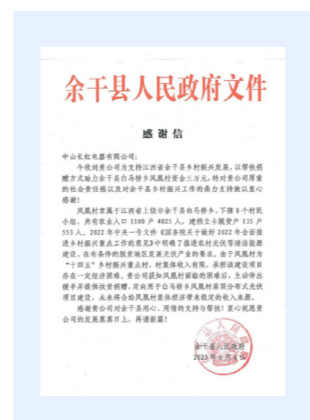 余干县人民政府文件
感谢信
中山长虹电器有限公司:
今收到贵公司为支持江西省余干县乡村振兴发展,以帮扶捐
赠方式助力余干县白马桥乡凤凰村资金三万元,特对贵公司厚重
的社会责任感以及对余干县乡村振兴工作的鼎力支持致以衷心
感谢!
凤凰村隶属于江西上饶市余干县白马桥乡,下辖8个村民小
组,共有农业人口1100户4025人,建档立卡脱贫户135户
553人。2022年中央一号文件《国务院关于做好2022年全面推
进乡村振兴重点工作的意见》中明确了推进农村光伏等清洁能源
建设,在有条件的脱贫地区发展光伏产业的要求。由于凤凰村为
“十四五”乡村振兴重点村,村集体收入有限,承担该建设项目
存在一定经济困难。贵公司获知凤凰村面临的困难后,主动伸出
援手并提供扶贫捐赠,定向用于白马桥乡凤凰村屋顶分布式光伏
项目建设,未来将会给凤凰村集体经济带来稳定的收入来源。
感谢贵公司对余干县用心、用情的支持与帮扶!衷心祝愿贵
公司的发展蒸蒸日上,再谱新篇!
余干县人民政府